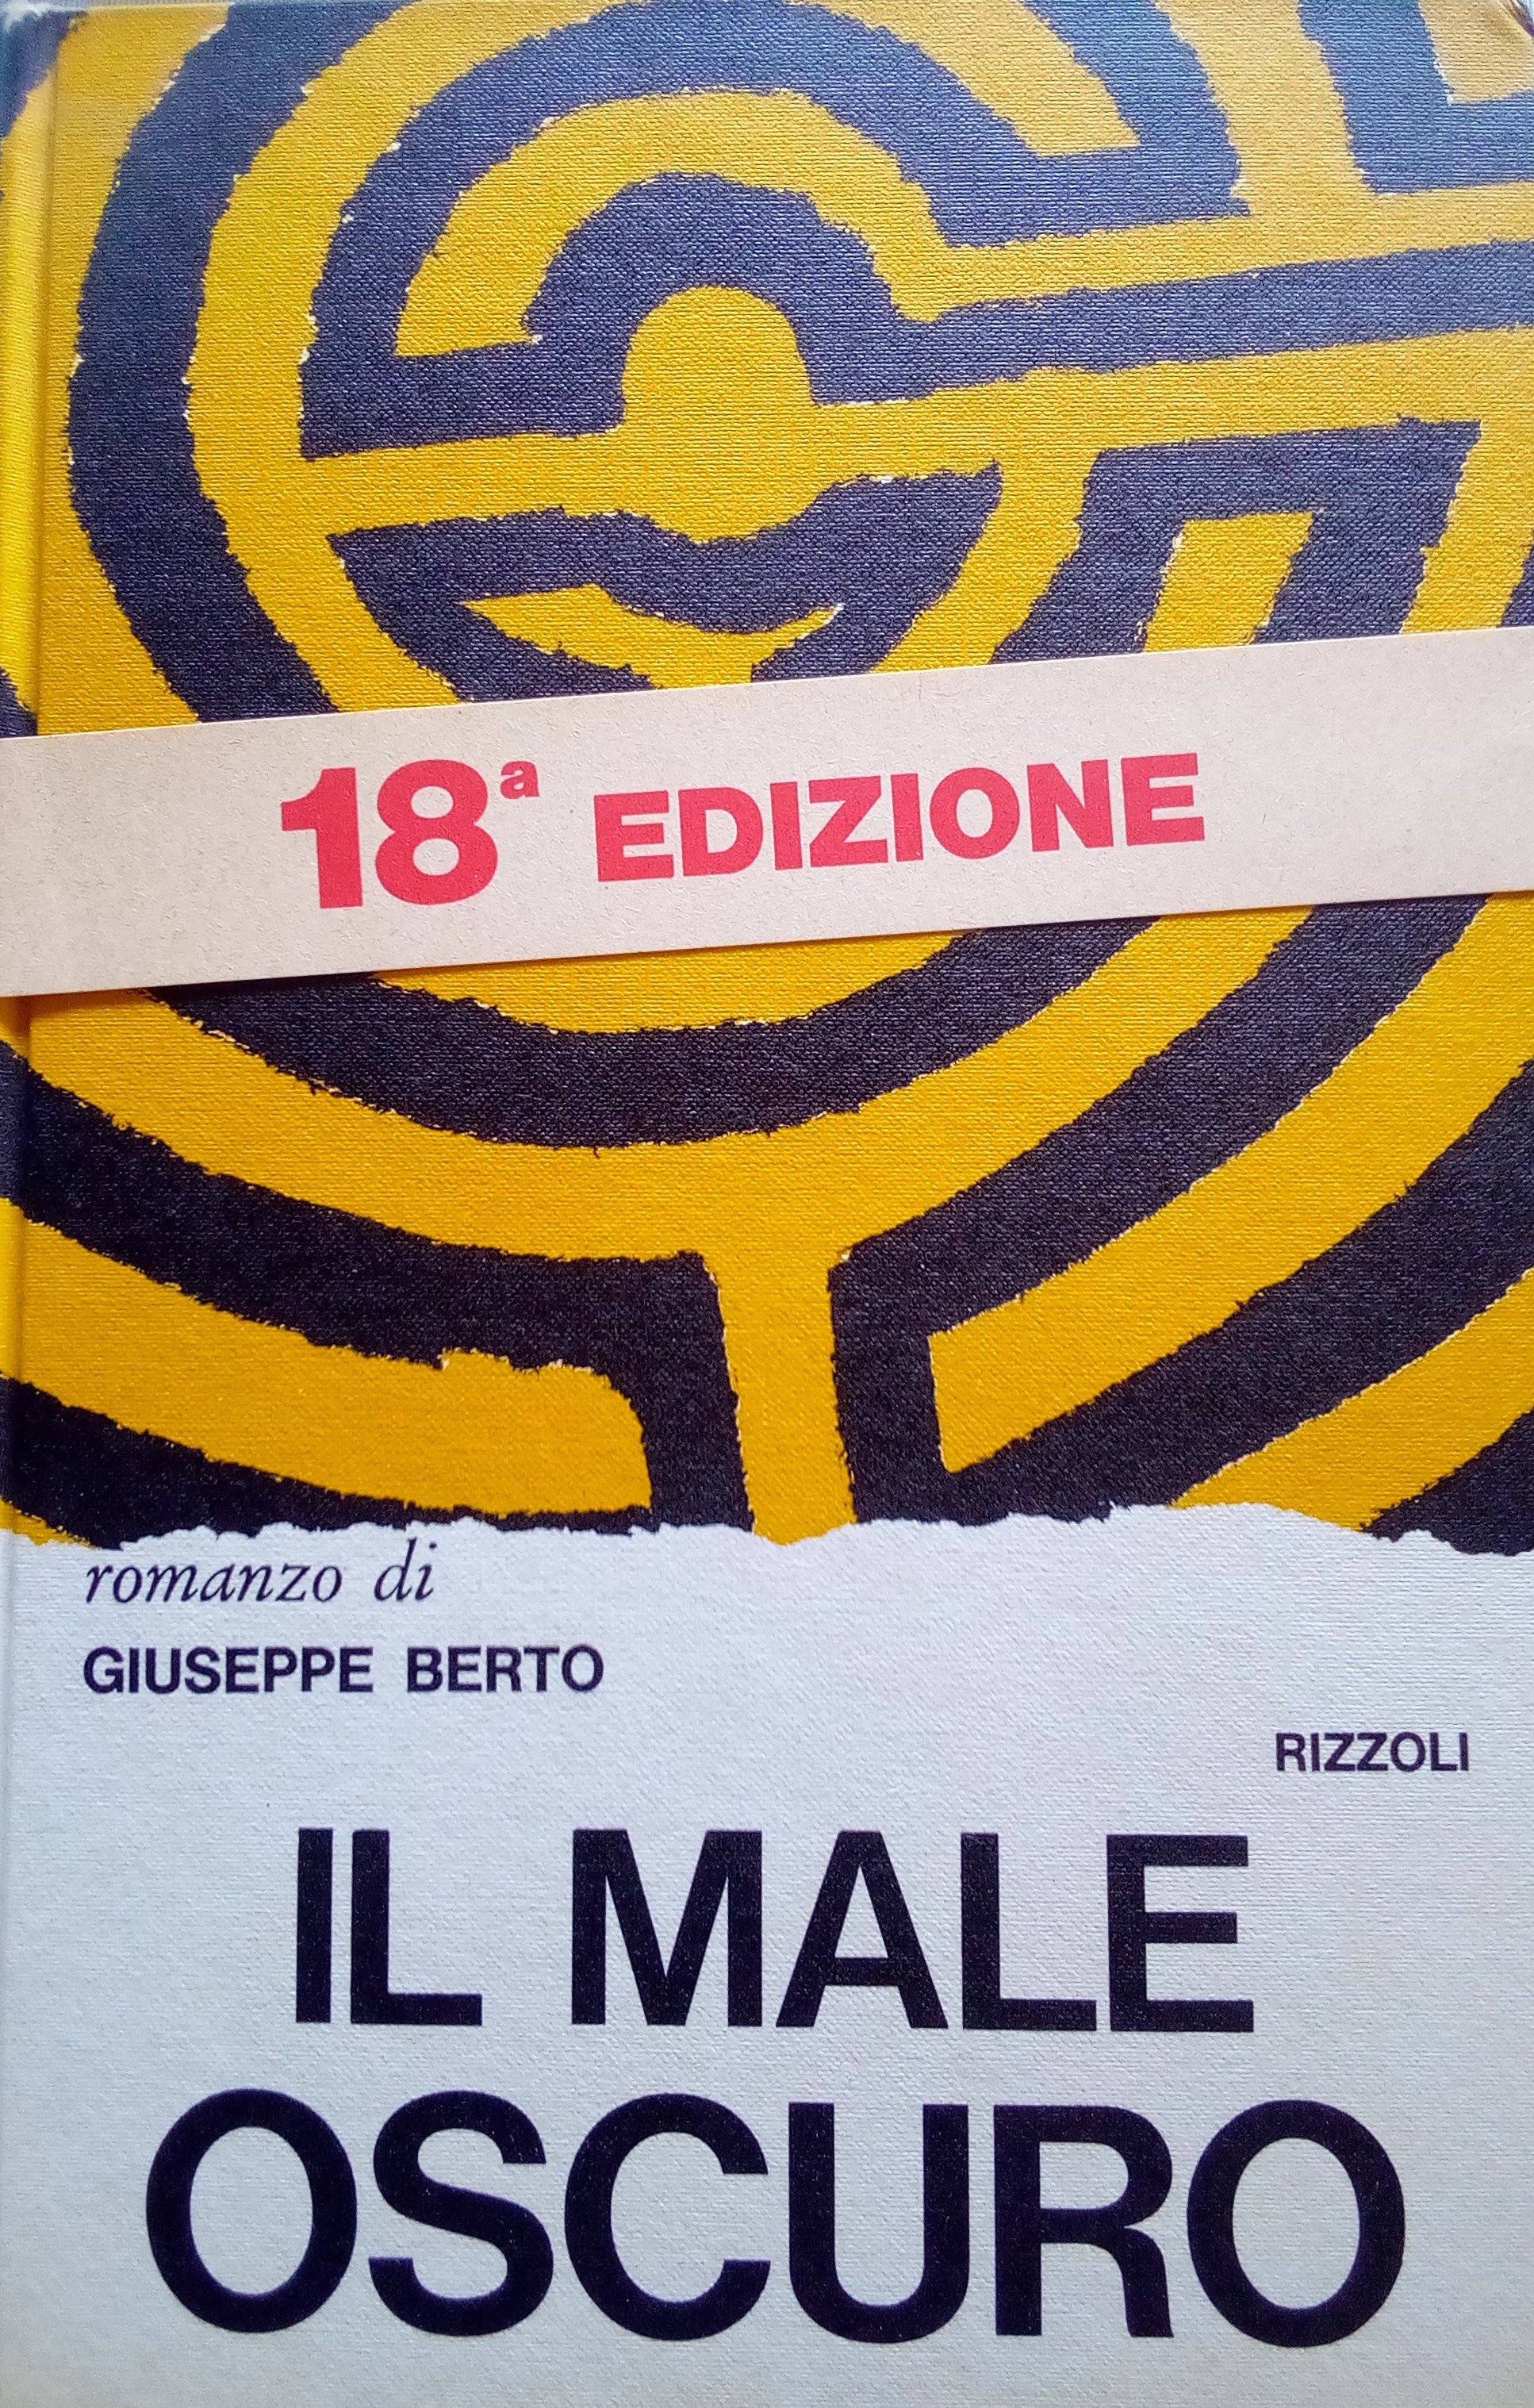 18ª EDIZIONE
romanzo di
GIUSEPPE BERTO
RIZZOLI
IL MALE
OSCURO